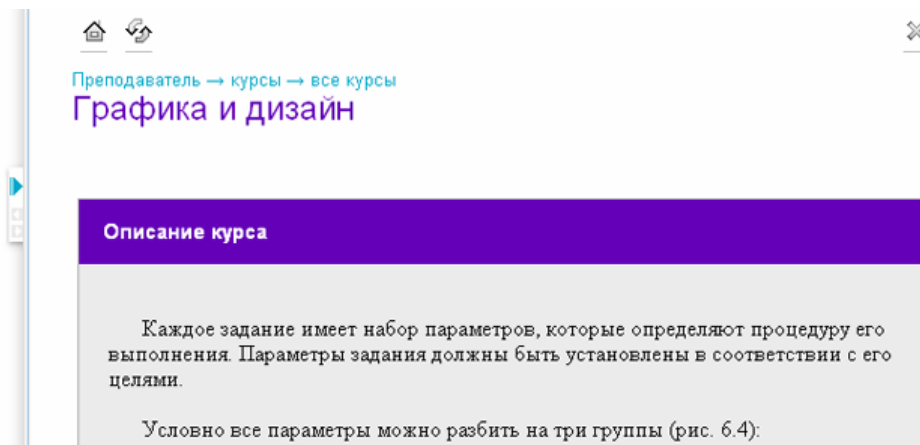 Преподаватель → курсы → все курсы
Графика и дизайн
Описание курса
Каждое задание имеет набор параметров, которые определяют процедуру его
выполнения. Параметры задания должны быть установлены в соответствии с его
целями.
Условно все параметры можно разбить на три группы (рис. 6.4):